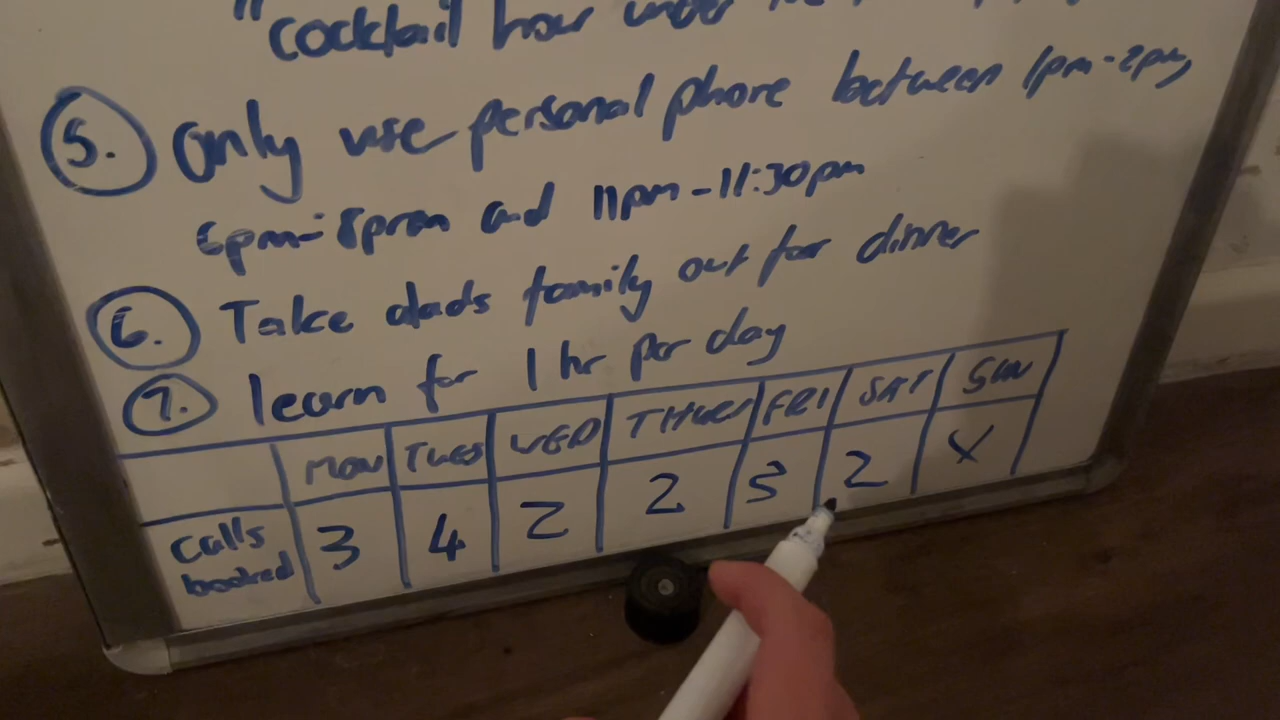 "cocktail hour under
5. Only use personal phone between 1pm-2pm,
6pm-8pm and 11pm-11:30pm
6. Take dads family out for dinner
7. learn for 1 hr per day
MON TUES WED THURS FRI SAT SUN
Calls booked 3 4 2 2 3 2 X